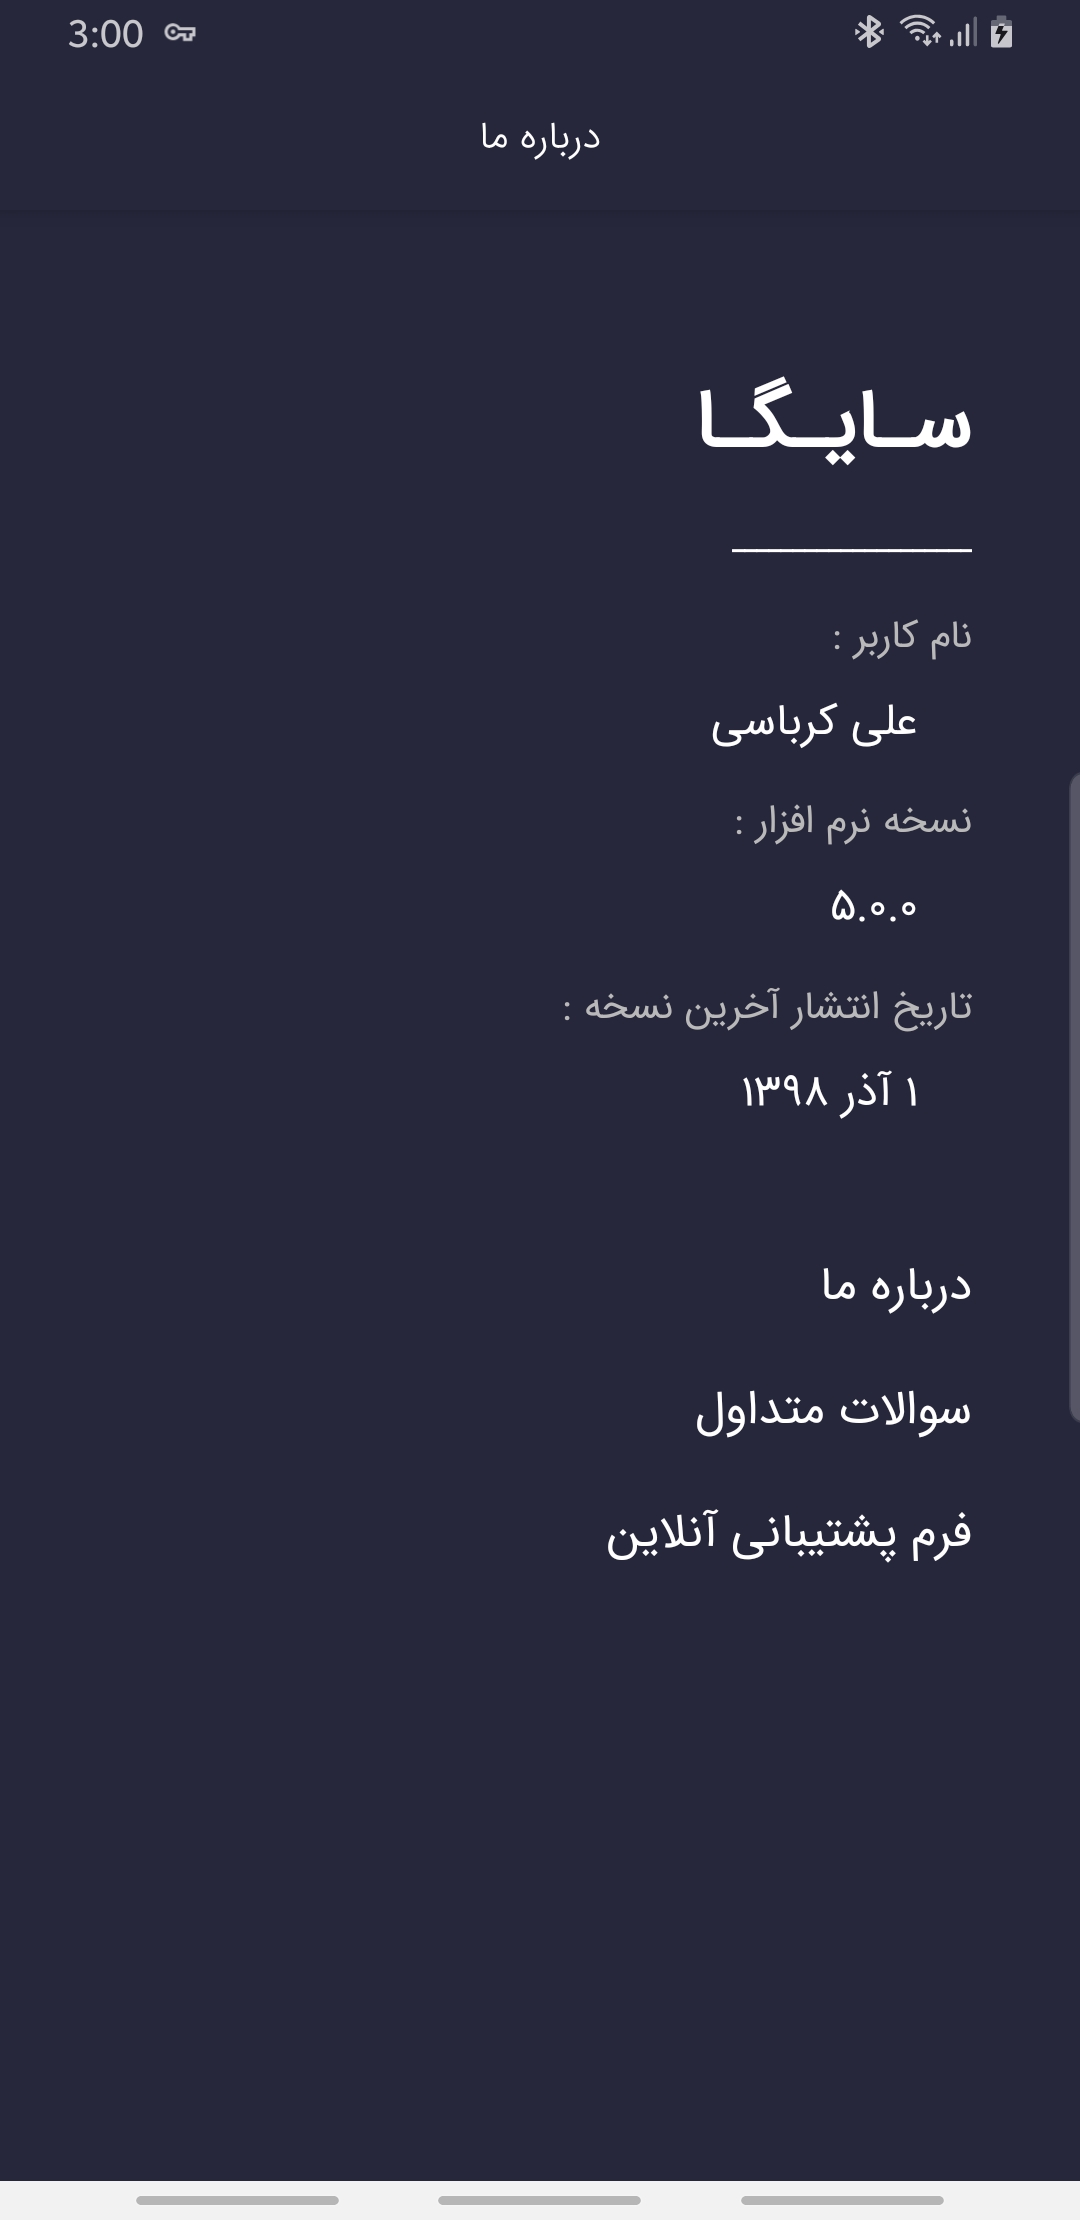 3:00
درباره ما
سـایـگـا
نام کاربر :
علی کرباسی
نسخه نرم افزار :
۵.۰.۰
تاریخ انتشار آخرین نسخه :
۱ آذر ۱۳۹۸
درباره ما
سوالات متداول
فرم پشتیبانی آنلاین